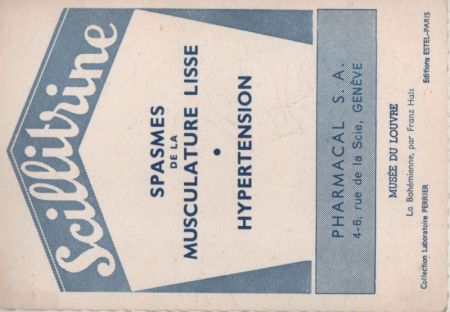 Scillitrine
SPASMES
DE LA
MUSCULATURE LISSE
•
HYPERTENSION
PHARMACAL S. A.
4-6, rue de la Scie, GENÈVE
MUSÉE DU LOUVRE
La Bohémienne, par Franz Hals
Collection Laboratoire PERRIER
Editions ESTEL-PARIS